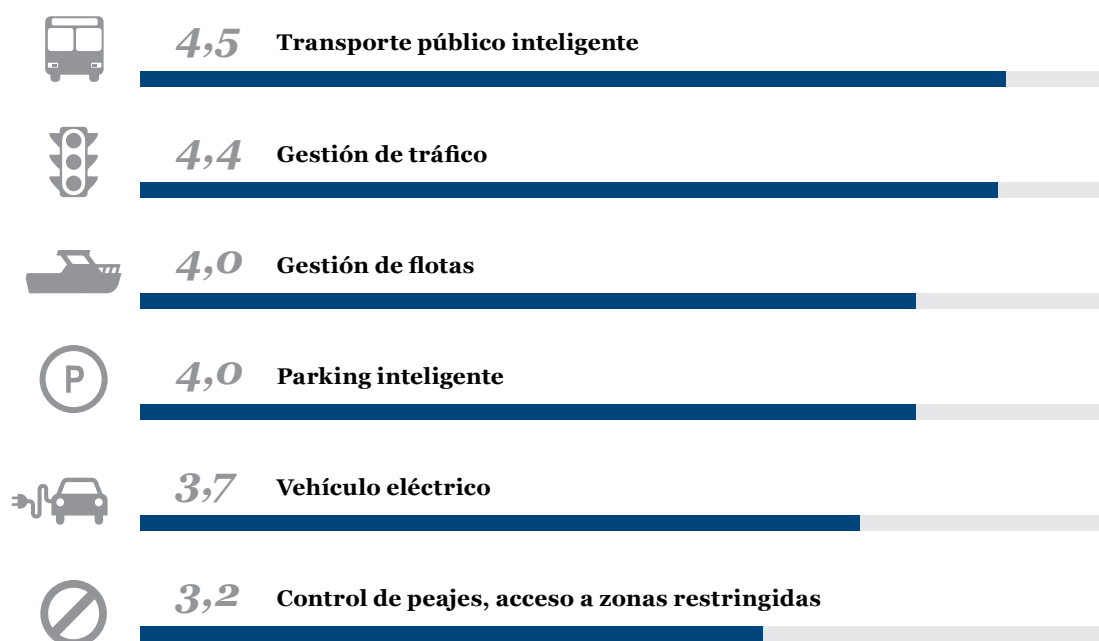 4,5 Transporte público inteligente
4,4 Gestión de tráfico
4,0 Gestión de flotas
P
4,0 Parking inteligente
3,7 Vehículo eléctrico
3,2 Control de peajes, acceso a zonas restringidas